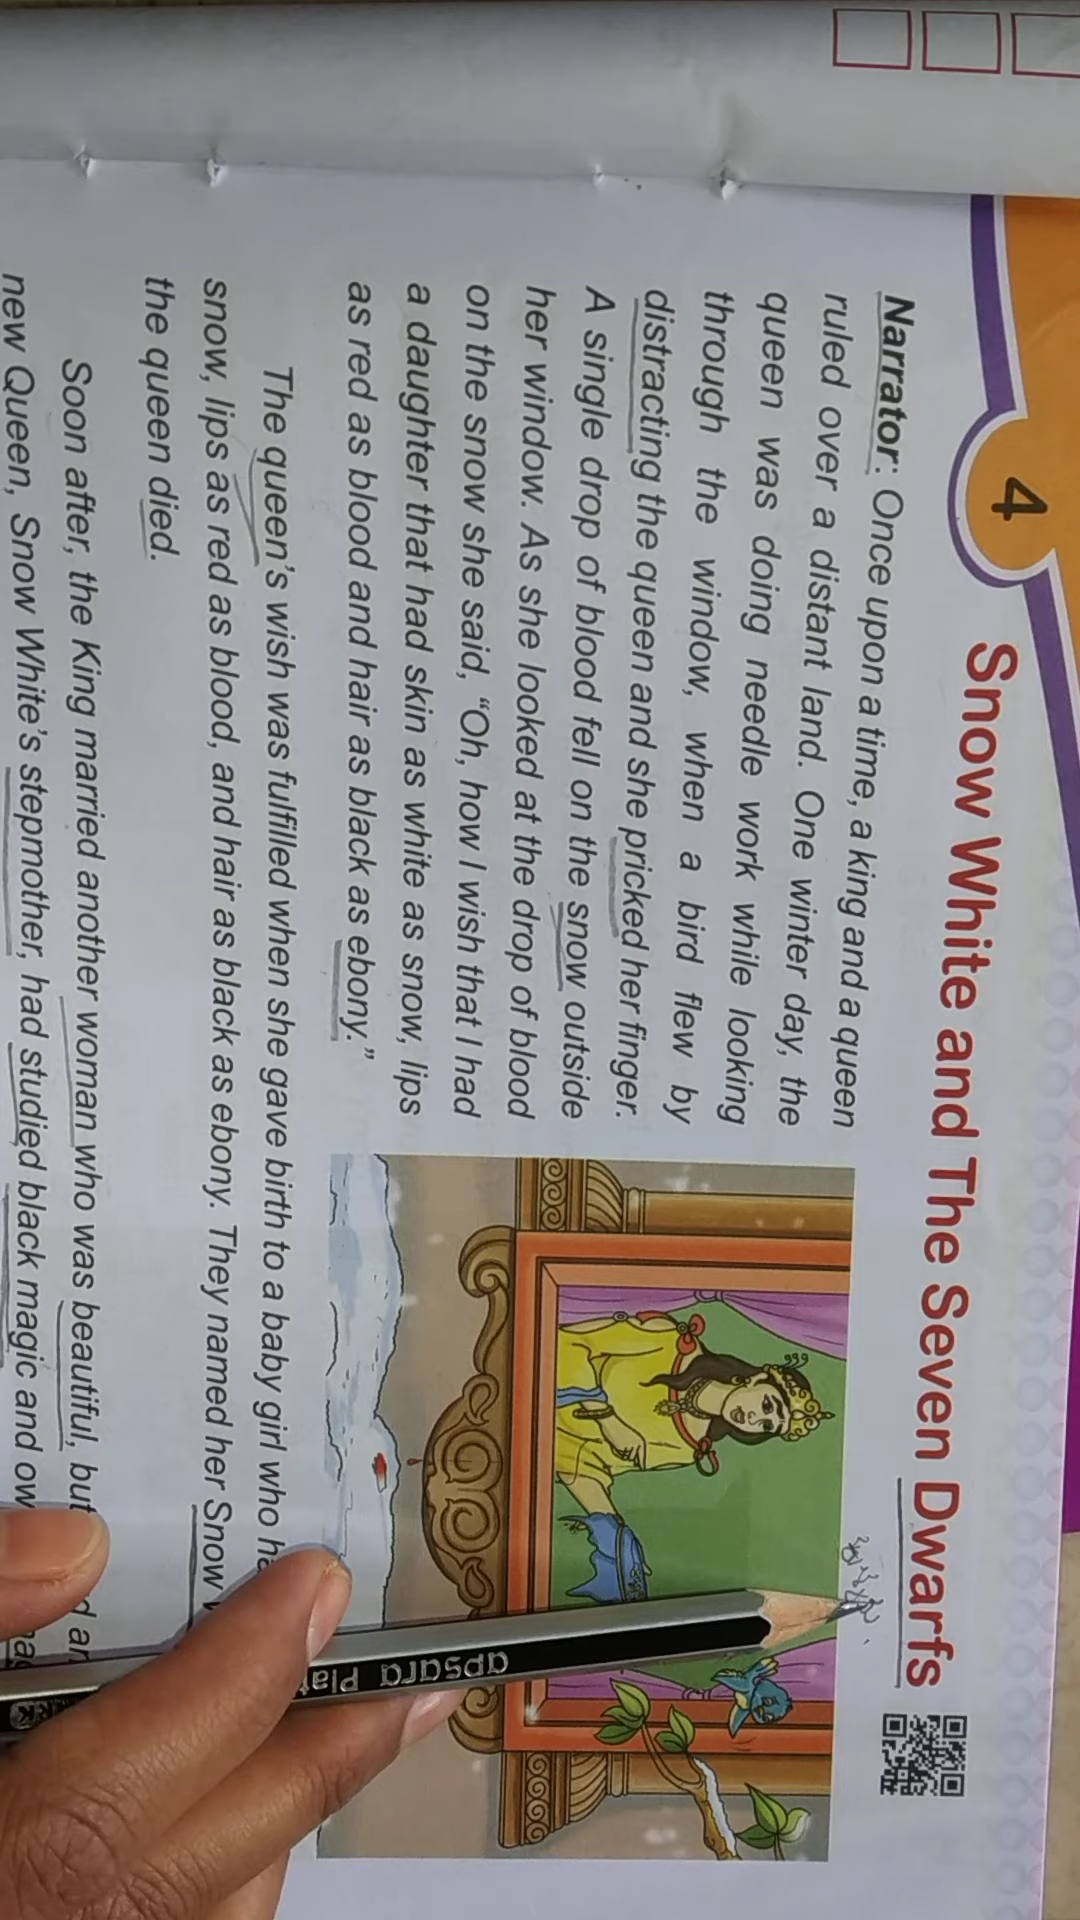 4
Snow White and The Seven Dwarfs
Narrator: Once upon a time, a king and a queen
ruled over a distant land. One winter day, the
queen was doing needle work while looking
through the window, when a bird flew by
distracting the queen and she pricked her finger.
A single drop of blood fell on the snow outside
her window. As she looked at the drop of blood
on the snow she said, “Oh, how I wish that I had
a daughter that had skin as white as snow, lips
as red as blood and hair as black as ebony.”
The queen’s wish was fulfilled when she gave birth to a baby girl who
snow, lips as red as blood, and hair as black as ebony. They named her Snow
the queen died.
Soon after, the King married another woman who was beautiful, but
new Queen, Snow White’s stepmother, had studied black magic and
apsara